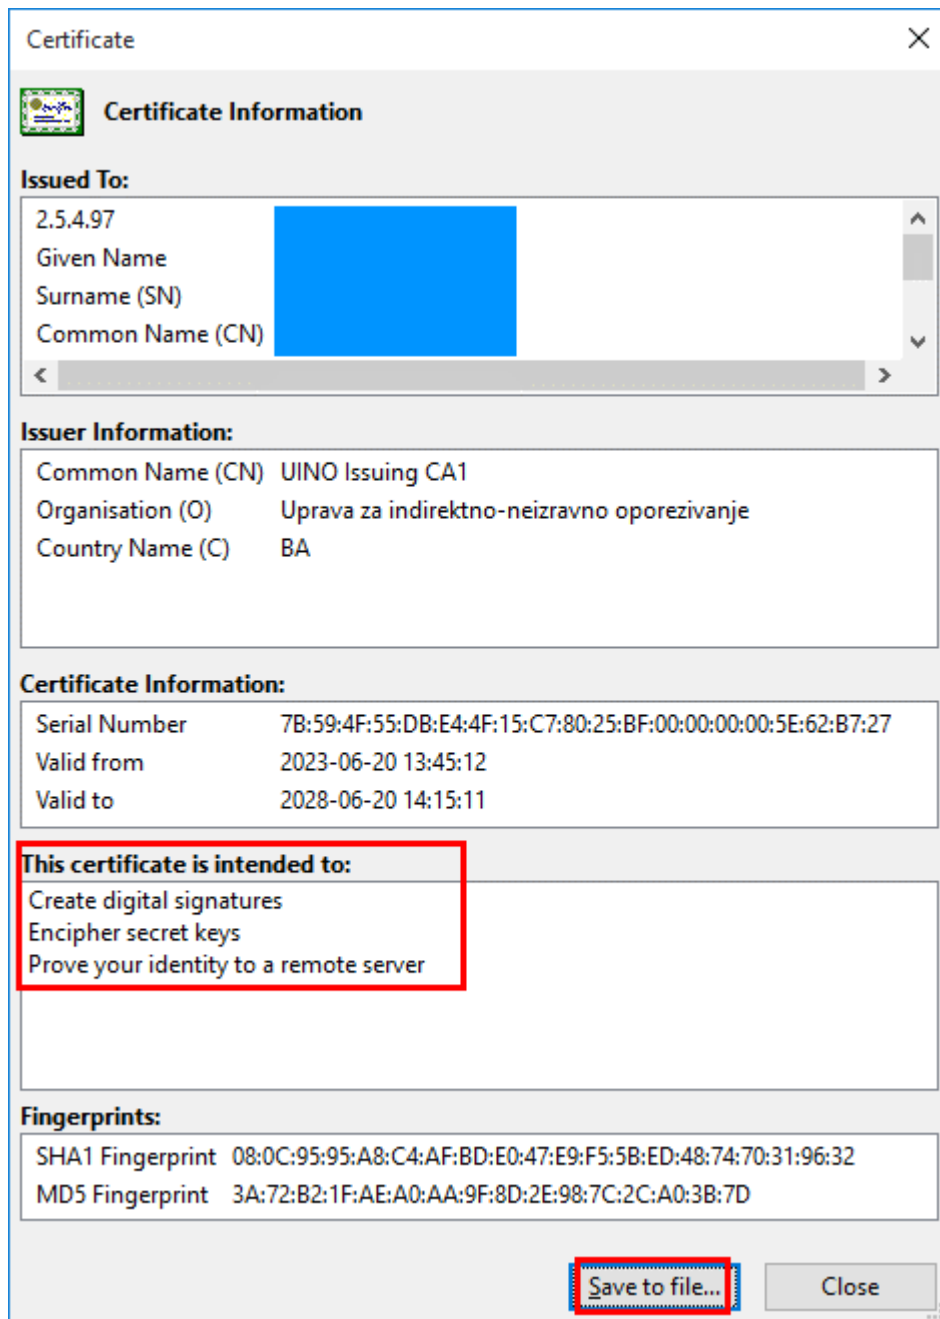 Certificate
Certificate Information
Issued To:
2.5.4.97
Given Name
Surname (SN)
Common Name (CN)
Issuer Information:
Common Name (CN) UINO Issuing CA1
Organisation (O) Uprava za indirektno-neizravno oporezivanje
Country Name (C) BA
Certificate Information:
Serial Number 7B:59:4F:55:DB:E4:4F:15:C7:80:25:BF:00:00:00:00:5E:62:B7:27
Valid from 2023-06-20 13:45:12
Valid to 2028-06-20 14:15:11
This certificate is intended to:
Create digital signatures
Encipher secret keys
Prove your identity to a remote server
Fingerprints:
SHA1 Fingerprint 08:0C:95:95:A8:C4:AF:BD:E0:47:E9:F5:5B:ED:48:74:70:31:96:32
MD5 Fingerprint 3A:72:B2:1F:AE:A0:AA:9F:8D:2E:98:7C:2C:A0:3B:7D
Save to file... Close